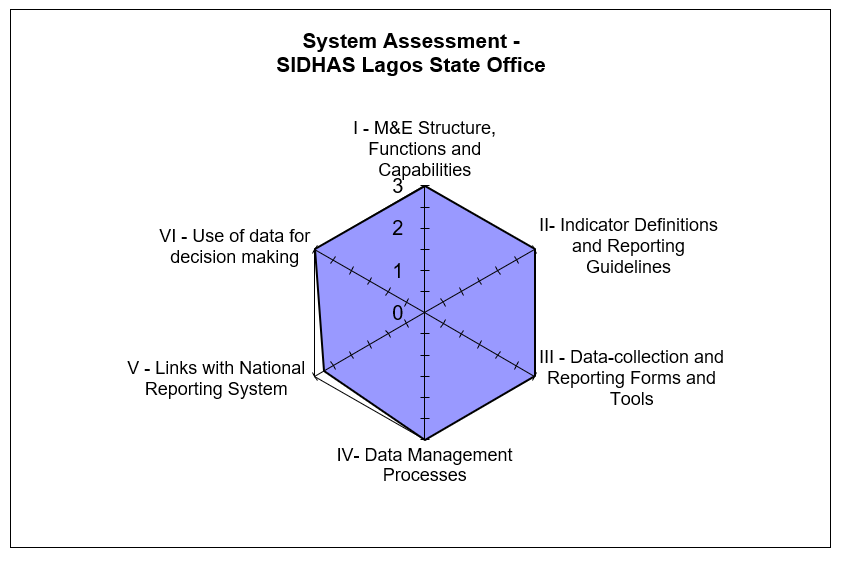 System Assessment -
SIDHAS Lagos State Office
I - M&E Structure,
Functions and
Capabilities
3
2
1
0
II- Indicator Definitions
and Reporting
Guidelines
III - Data-collection and
Reporting Forms and
Tools
IV- Data Management
Processes
V - Links with National
Reporting System
VI - Use of data for
decision making